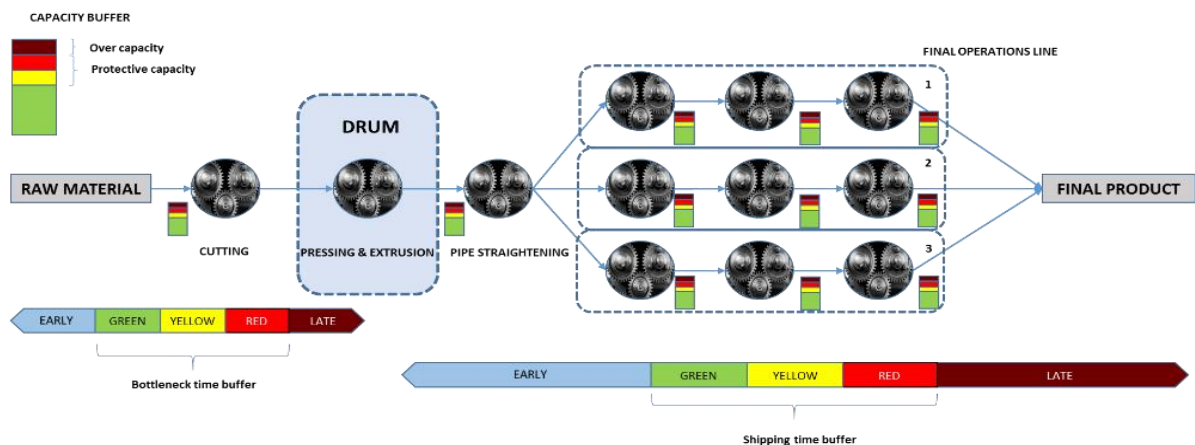 CAPACITY BUFFER
Over capacity
Protective capacity
FINAL OPERATIONS LINE
1
DRUM
2
RAW MATERIAL
FINAL PRODUCT
CUTTING
PRESSING & EXTRUSION
PIPE STRAIGHTENING
3
EARLY
GREEN
YELLOW
RED
LATE
Bottleneck time buffer
EARLY
GREEN
YELLOW
RED
LATE
Shipping time buffer